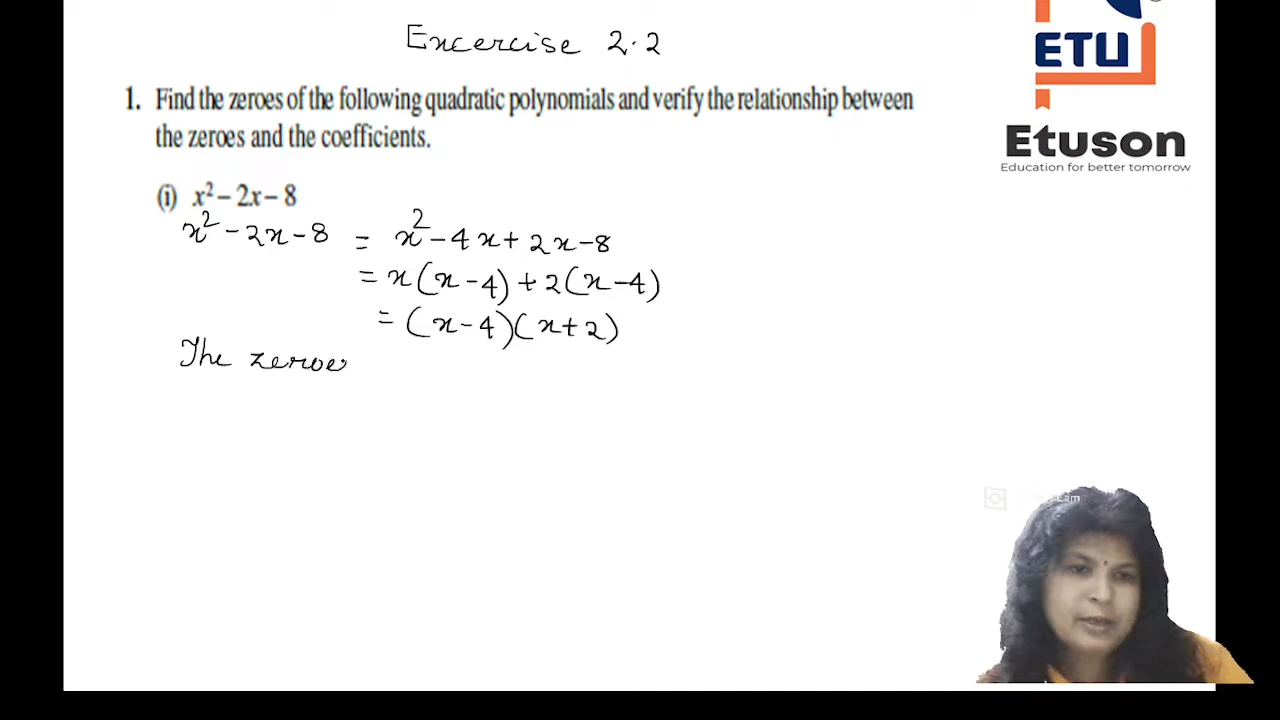 Excercise 2.2
ETU
Etuson
Education for better tomorrow
1. Find the zeroes of the following quadratic polynomials and verify the relationship between
the zeroes and the coefficients.
(i) x² – 2x – 8
x² - 2x - 8 = x² - 4x + 2x - 8
= x(x - 4) + 2(x - 4)
= (x - 4)(x + 2)
The zeroe